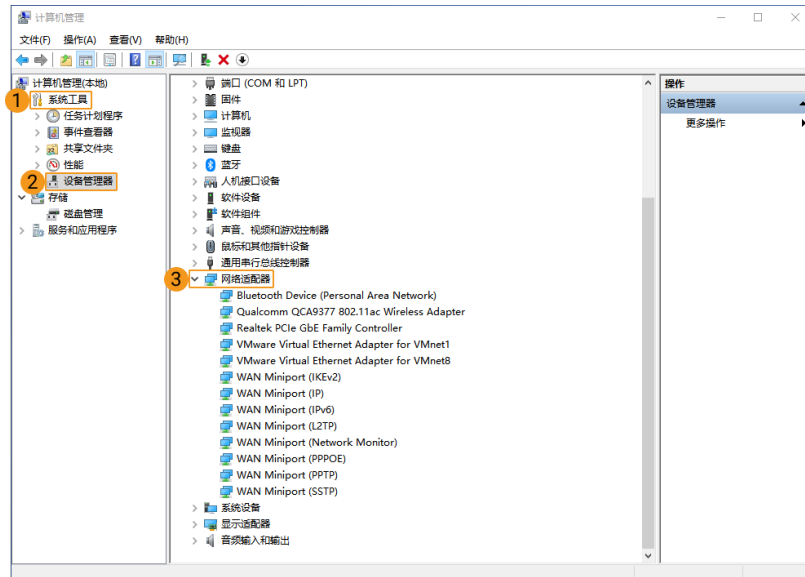 计算机管理
文件(F) 操作(A) 查看(V) 帮助(H)
计算机管理(本地)
1 系统工具
任务计划程序
事件查看器
共享文件夹
性能
2 设备管理器
存储
磁盘管理
服务和应用程序
端口 (COM 和 LPT)
固件
计算机
监视器
键盘
蓝牙
人机接口设备
软件设备
软件组件
声音、视频和游戏控制器
鼠标和其他指针设备
通用串行总线控制器
3 网络适配器
Bluetooth Device (Personal Area Network)
Qualcomm QCA9377 802.11ac Wireless Adapter
Realtek PCIe GbE Family Controller
VMware Virtual Ethernet Adapter for VMnet1
VMware Virtual Ethernet Adapter for VMnet8
WAN Miniport (IKEv2)
WAN Miniport (IP)
WAN Miniport (IPv6)
WAN Miniport (L2TP)
WAN Miniport (Network Monitor)
WAN Miniport (PPPOE)
WAN Miniport (PPTP)
WAN Miniport (SSTP)
系统设备
显示适配器
音频输入和输出
操作
设备管理器
更多操作